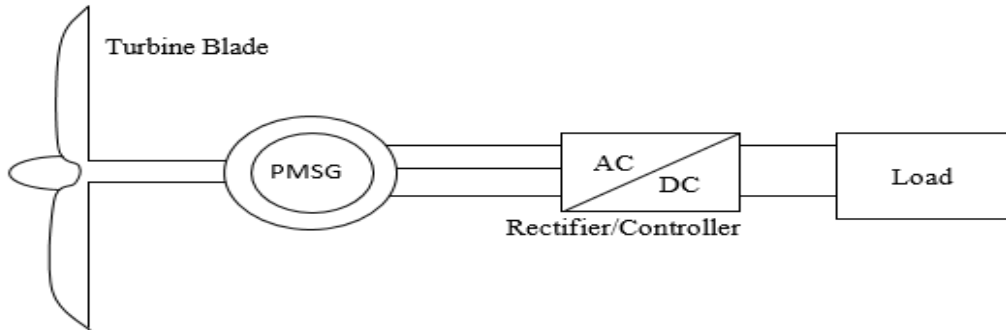 Turbine Blade
PMSG
AC
DC
Load
Rectifier/Controller